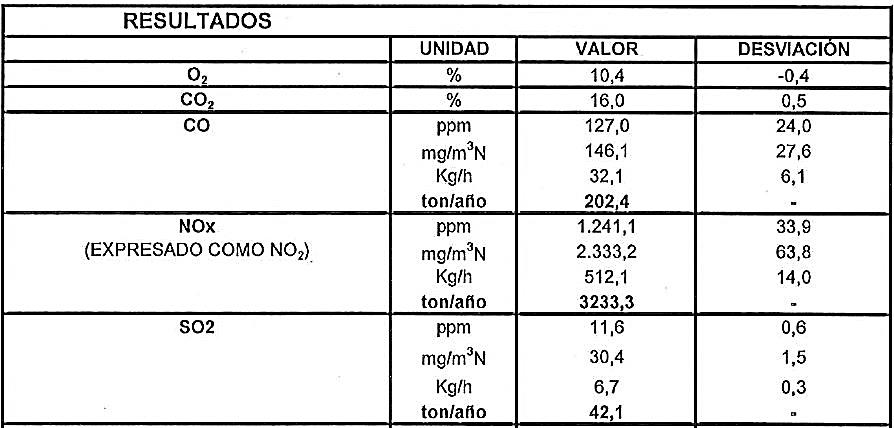 RESULTADOS
UNIDAD VALOR DESVIACIÓN
O₂ % 10,4 -0,4
CO₂ % 16,0 0,5
CO ppm 127,0 24,0
mg/m³N 146,1 27,6
Kg/h 32,1 6,1
ton/año 202,4 -
NOx ppm 1.241,1 33,9
(EXPRESADO COMO NO₂) mg/m³N 2.333,2 63,8
Kg/h 512,1 14,0
ton/año 3233,3 -
SO2 ppm 11,6 0,6
mg/m³N 30,4 1,5
Kg/h 6,7 0,3
ton/año 42,1 -